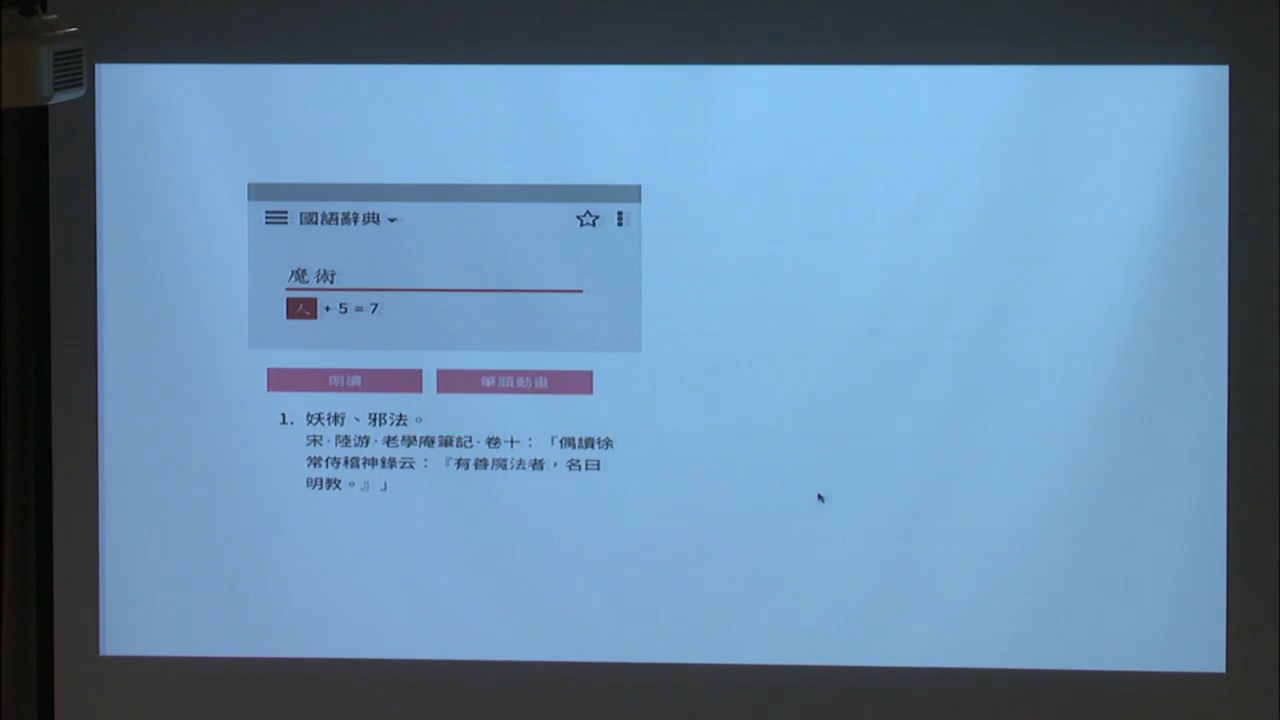 國語辭典
魔術
人 + 5 = 7
朗讀 筆順動畫
1. 妖術、邪法。
宋·陸游·老學庵筆記·卷十：「偶讀徐
常侍稽神錄云：『有善魔法者，名曰
明教。』」